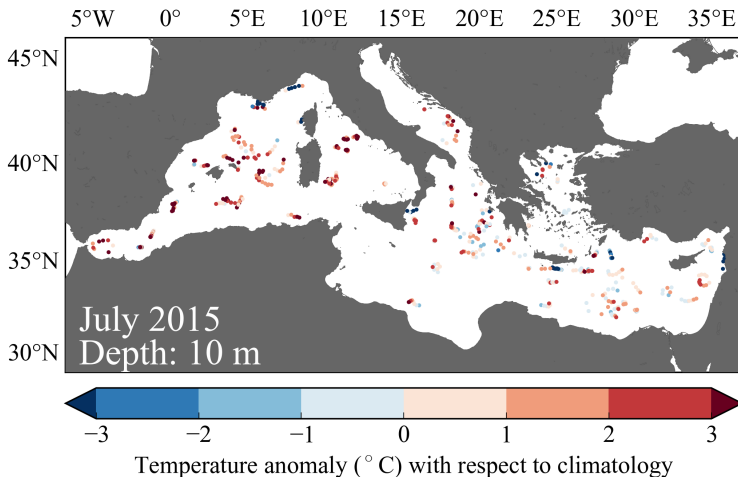 5°W 0° 5°E 10°E 15°E 20°E 25°E 30°E 35°E
45°N
40°N
35°N
30°N
July 2015
Depth: 10 m
−3 −2 −1 0 1 2 3
Temperature anomaly (°C) with respect to climatology